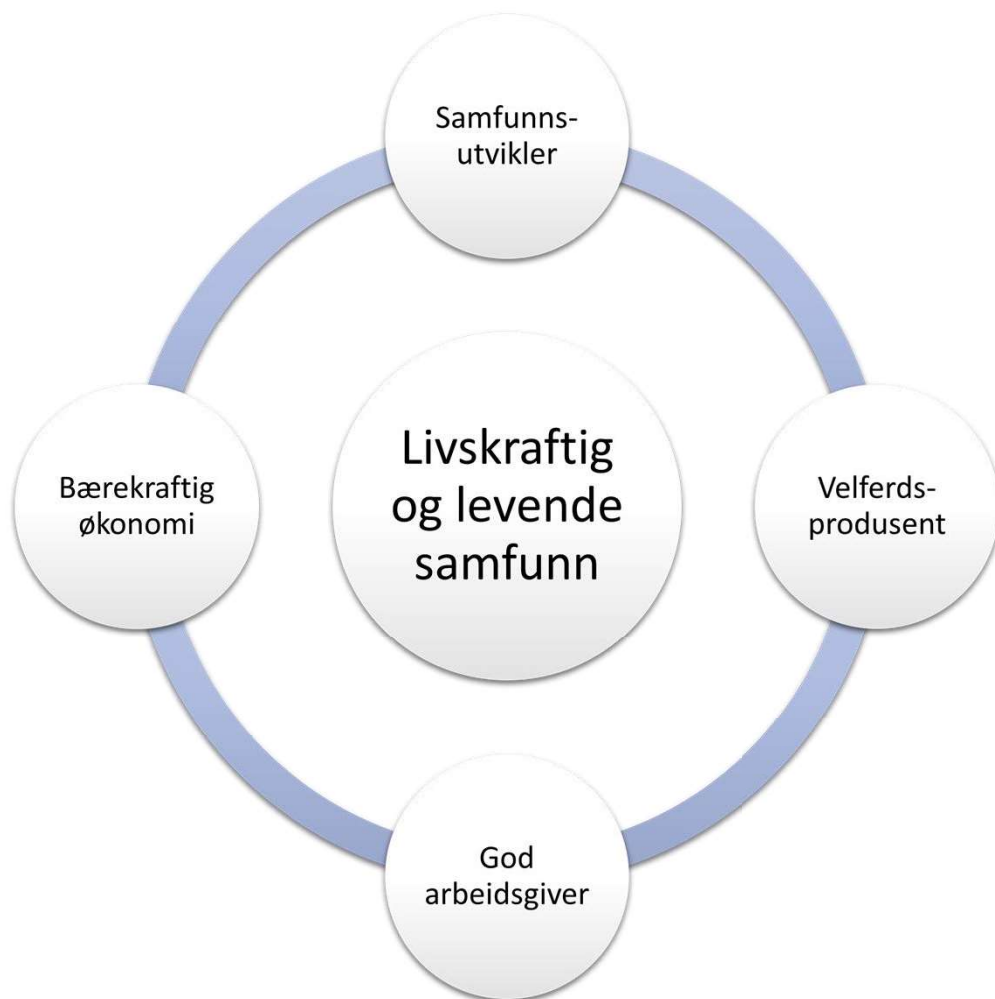 Samfunns-
utvikler
Bærekraftig
økonomi
Livskraftig
og levende
samfunn
Velferds-
produsent
God
arbeidsgiver